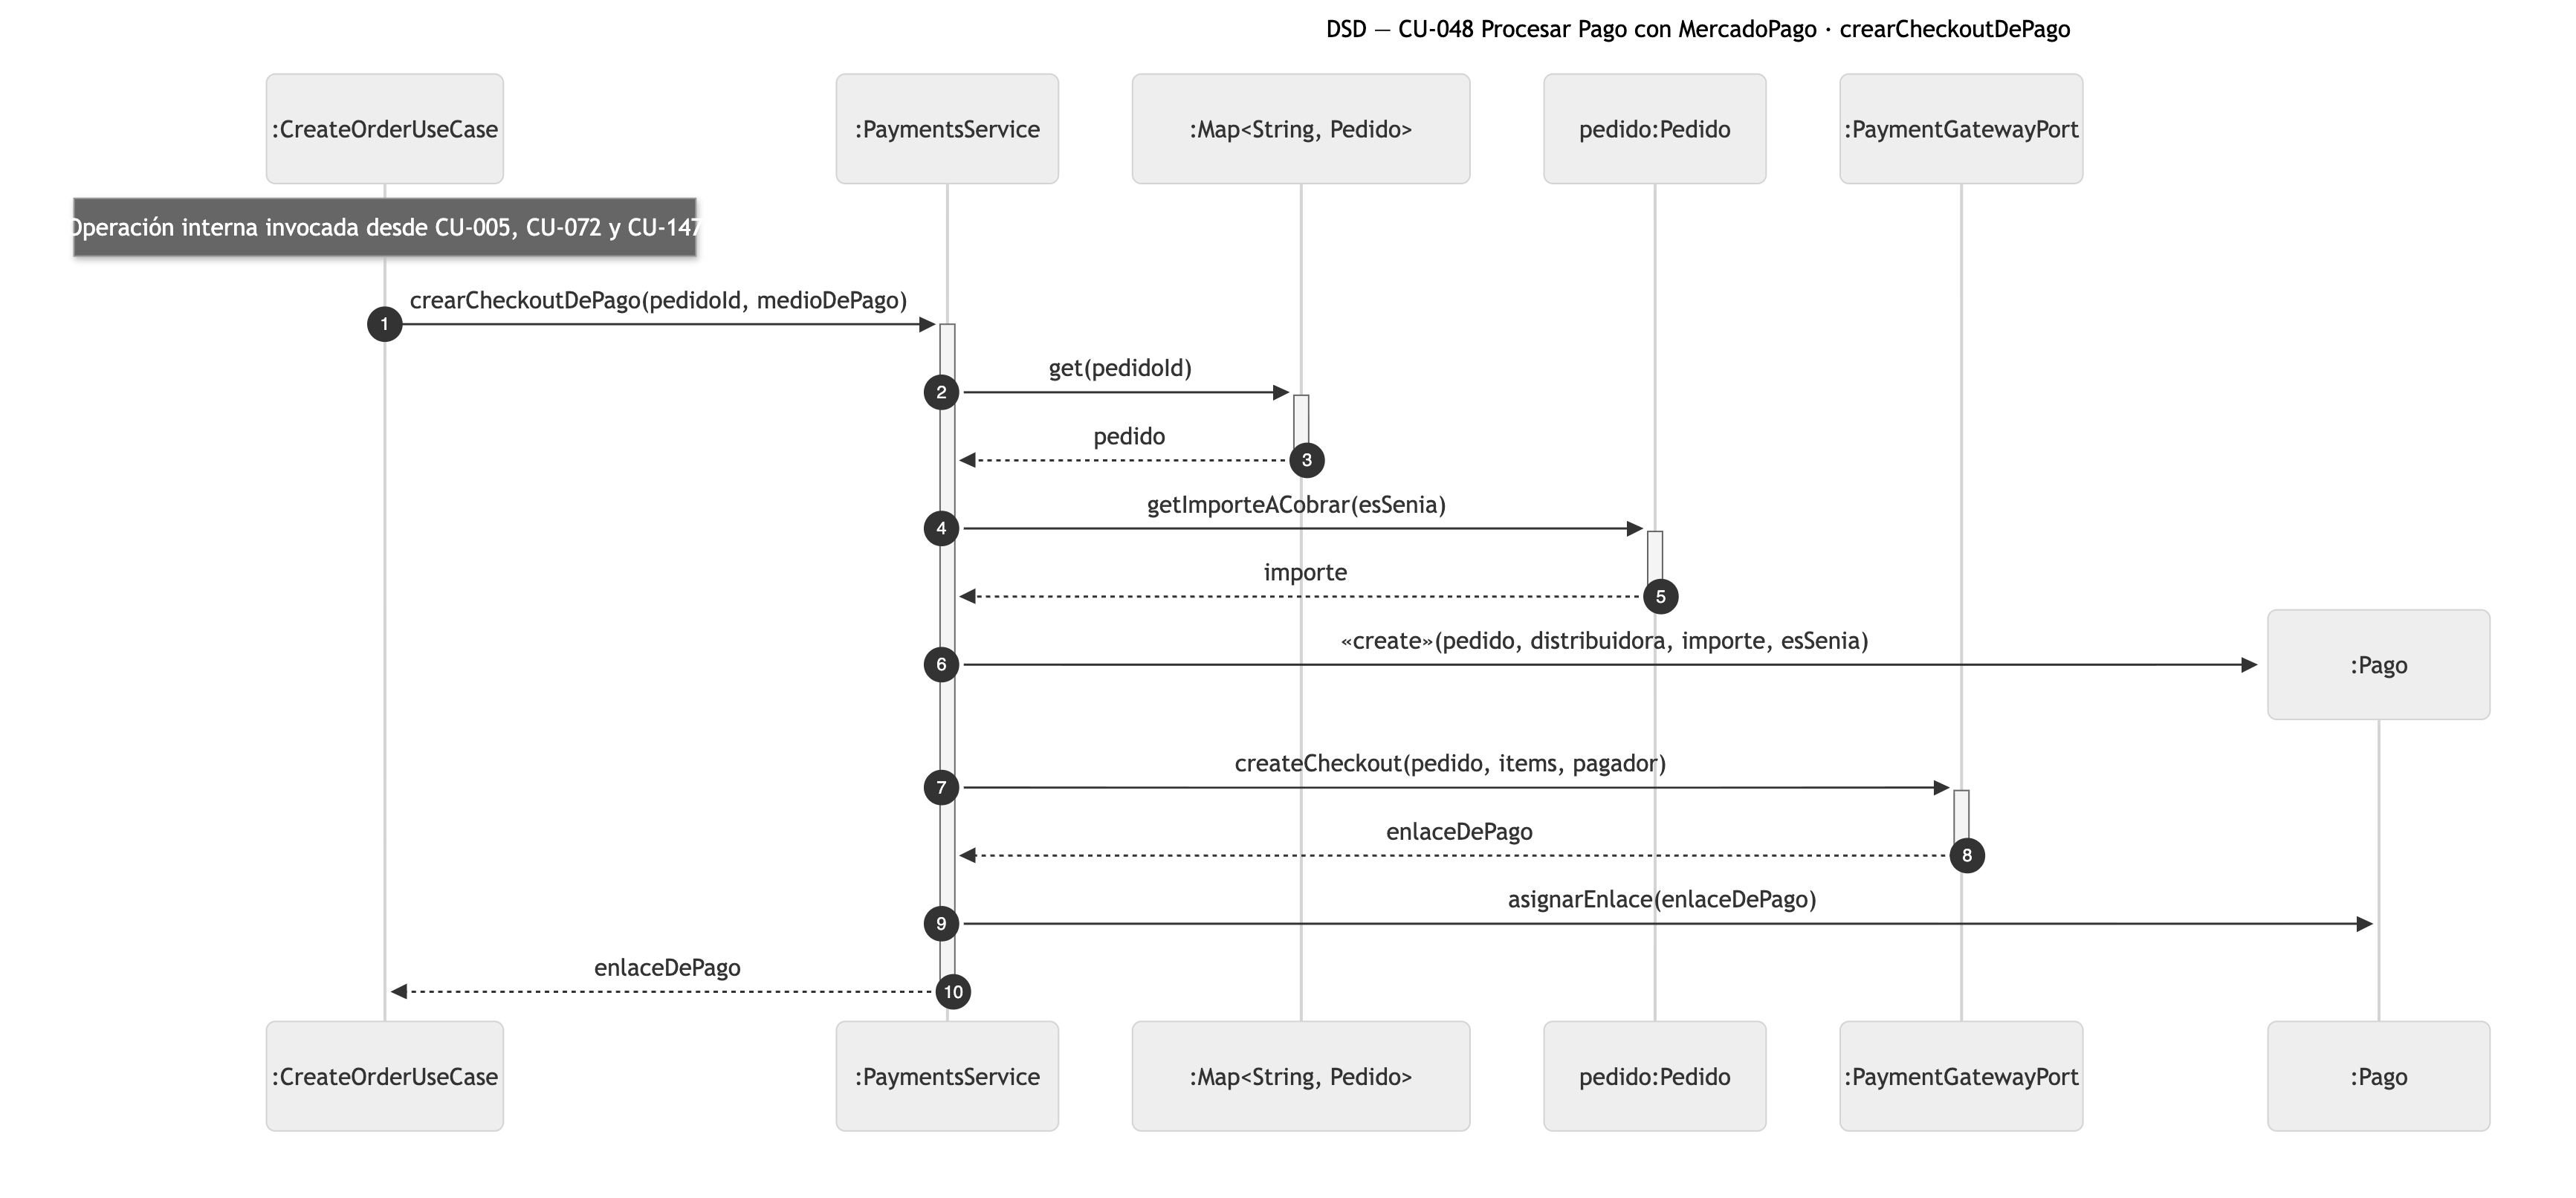 DSD – CU-048 Procesar Pago con MercadoPago · crearCheckoutDePago
:CreateOrderUseCase
:PaymentsService
:Map<String, Pedido>
pedido:Pedido
:PaymentGatewayPort
Operación interna invocada desde CU-005, CU-072 y CU-147
crearCheckoutDePago(pedidoId, medioDePago)
1
get(pedidoId)
2
pedido
3
getImporteACobrar(esSenia)
4
importe
5
«create»(pedido, distribuidora, importe, esSenia)
6
:Pago
createCheckout(pedido, items, pagador)
7
enlaceDePago
8
asignarEnlace(enlaceDePago)
9
enlaceDePago
10
:CreateOrderUseCase
:PaymentsService
:Map<String, Pedido>
pedido:Pedido
:PaymentGatewayPort
:Pago